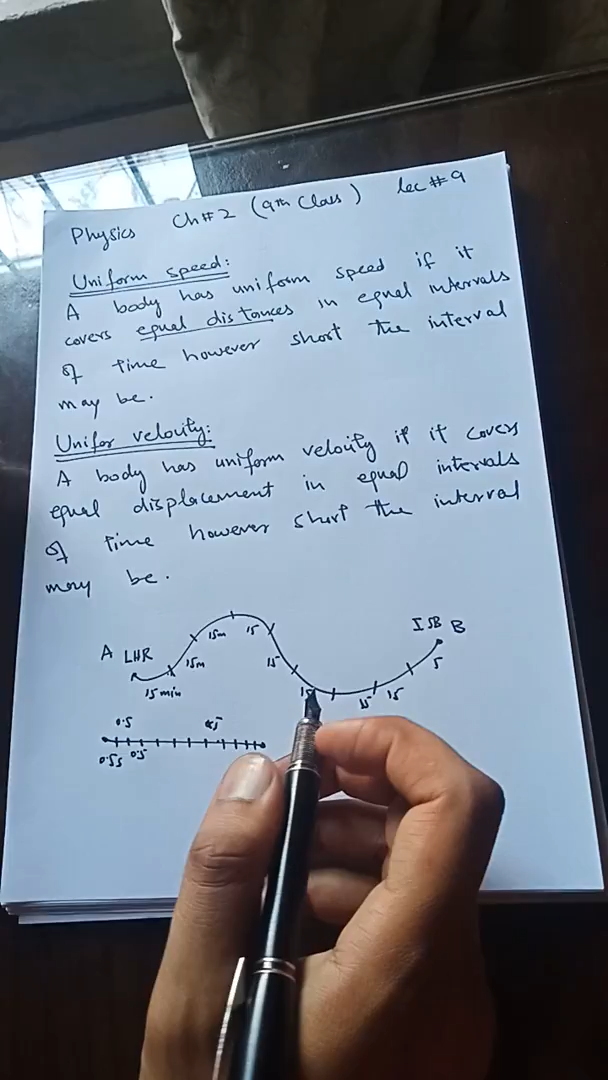 Physics Ch#2 (9th Class) lec #9
Uniform speed:
A body has uniform speed if it
covers equal distances in equal intervals
of time however short the interval
may be.
Unifor velocity:
A body has uniform velocity if it covers
equal displacement in equal intervals
of time however short the interval
may be.
A LHR
15 min
15m
15m
15
15
15
15
15
5
ISB B
0.5
0.5s
0.5